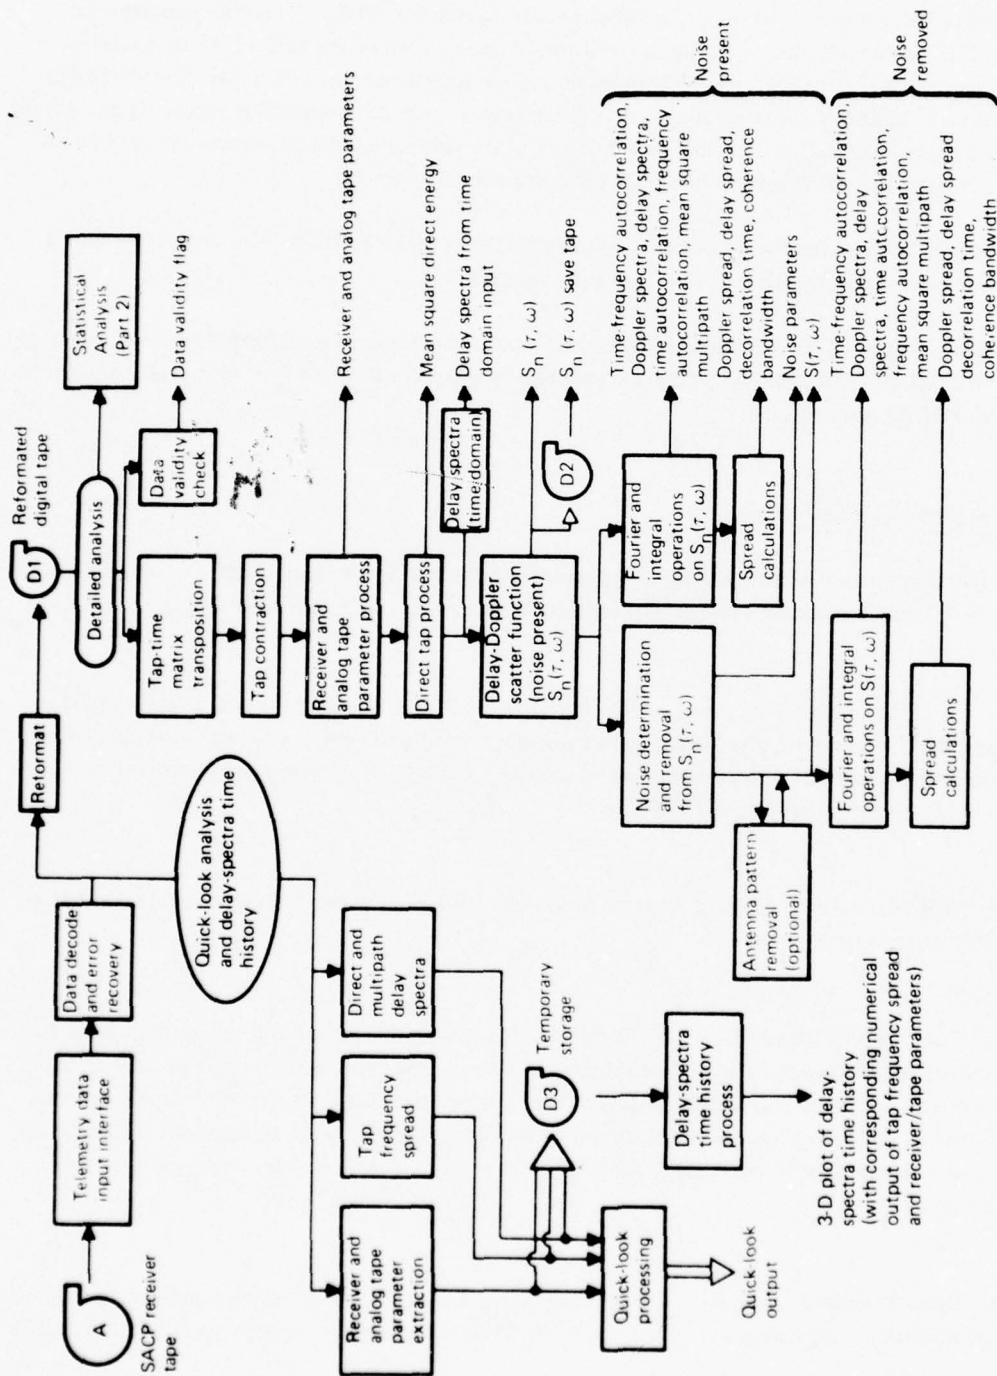 A
SACP receiver
tape
Telemetry data
input interface
Data decode
and error
recovery
Reformat
D1
Reformated
digital tape
Quick-look analysis
and delay-spectra time
history
Receiver and
analog tape
parameter
extraction
Tap
frequency
spread
Direct and
multipath
delay
spectra
D3
Temporary
storage
Quick-look
processing
Quick-look
output
Delay-spectra
time history
process
3-D plot of delay-
spectra time history
(with corresponding numerical
output of tap frequency spread
and receiver/tape parameters)
Detailed analysis
Statistical
Analysis
(Part 2)
Data
validity
check
Data validity flag
Tap-time
matrix
transposition
Tap contraction
Receiver and
analog tape
parameter process
Receiver and analog tape parameters
Direct tap process
Mean square direct energy
Delay spectra
(time domain)
Delay spectra from time
domain input
Delay-Doppler
scatter function
(noise present)
Sn (τ, ω)
Sn (τ, ω)
D2
Sn (τ, ω) save tape
Noise determination
and removal
from Sn (τ, ω)
Fourier and
integral
operations
on Sn (τ, ω)
Spread
calculations
Time-frequency autocorrelation,
Doppler spectra, delay spectra,
time autocorrelation, frequency
autocorrelation, mean square
multipath
Doppler spread, delay spread,
decorrelation time, coherence
bandwidth
Noise parameters
S(τ, ω)
Noise
present
Antenna pattern
removal
(optional)
Fourier and integral
operations on S(τ, ω)
Spread
calculations
Time-frequency autocorrelation,
Doppler spectra, delay
spectra, time autcorrelation,
frequency autocorrelation,
mean square multipath
Doppler spread, delay spread
decorrelation time,
coherence bandwidth
Noise
removed